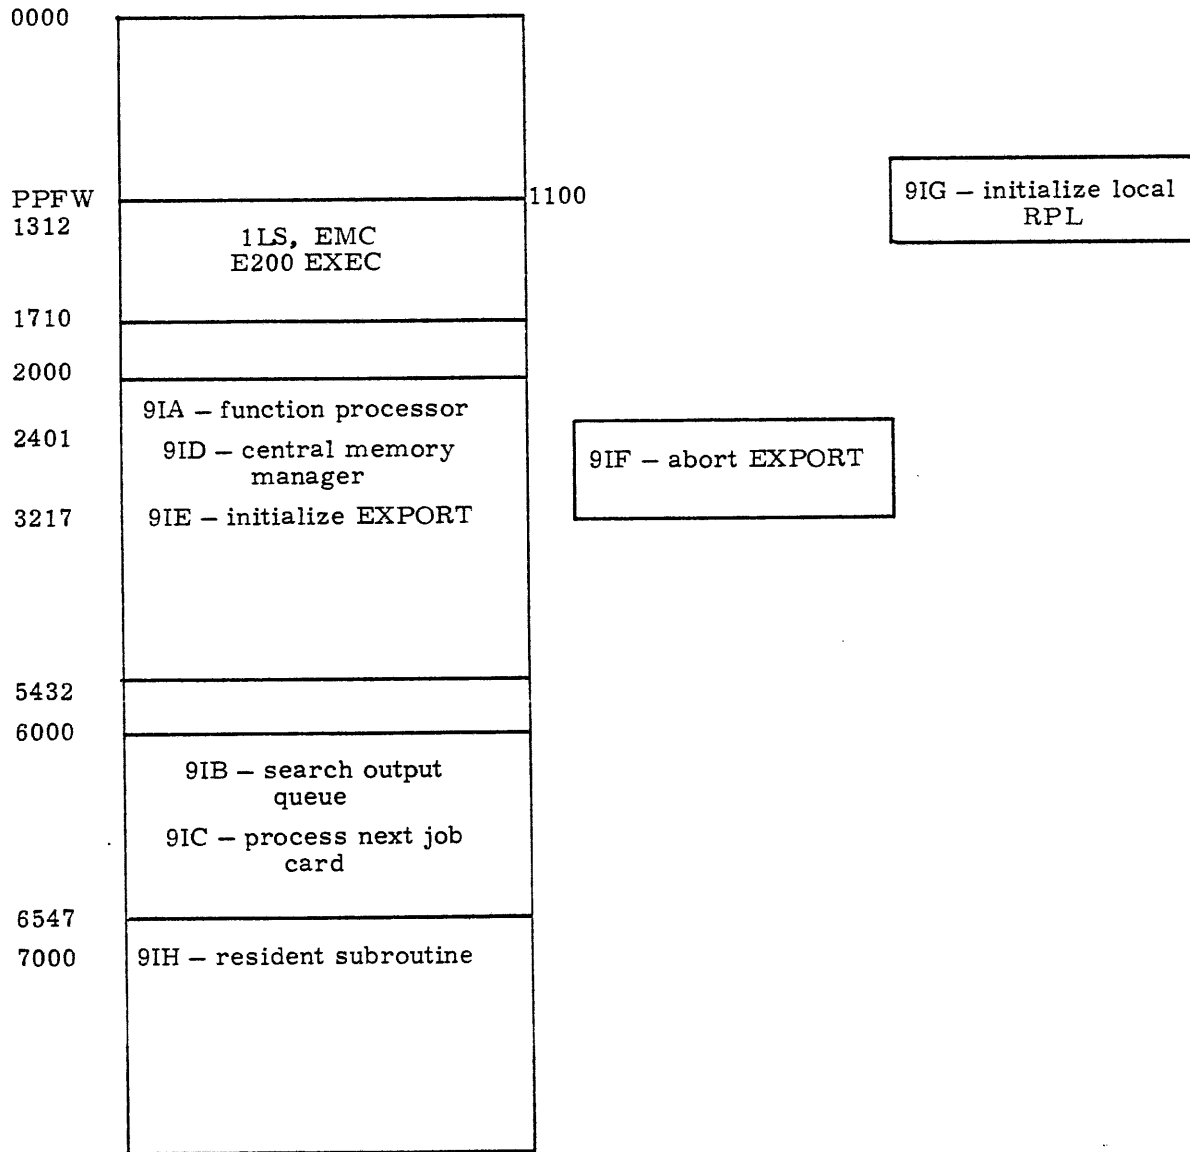 0000
PPFW
1100
1312
1LS, EMC
E200 EXEC
9IG – initialize local
RPL
1710
2000
9IA – function processor
2401
9ID – central memory
manager
9IF – abort EXPORT
3217
9IE – initialize EXPORT
5432
6000
9IB – search output
queue
9IC – process next job
card
6547
7000
9IH – resident subroutine